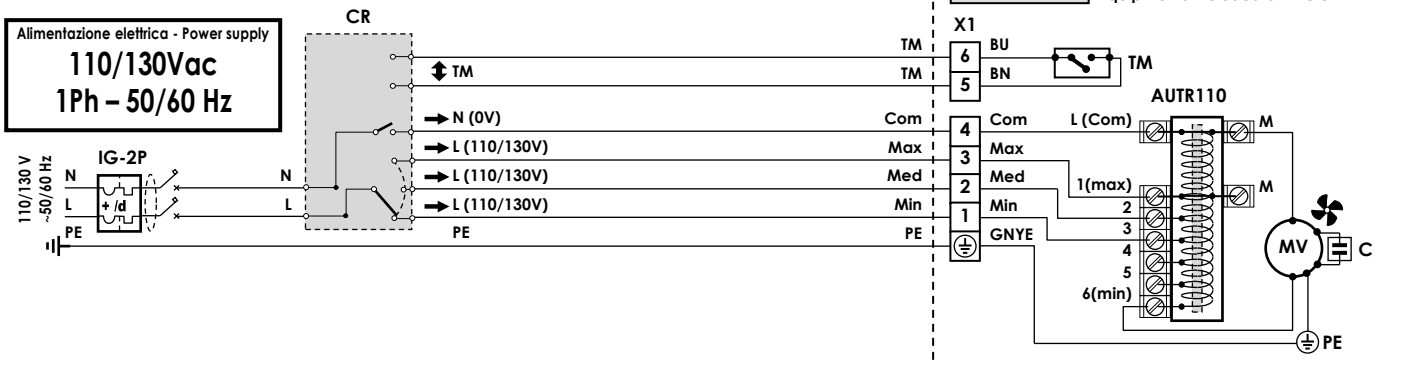 Alimentazione elettrica - Power supply
110/130Vac
1Ph – 50/60 Hz
CR
TM
N (0V)
L (110/130V)
L (110/130V)
L (110/130V)
PE
110/130 V
~50/60 Hz
IG-2P
N
L
PE
+ /d
N
L
X1
TM 6 BU
TM 5 BN
TM
Com 4 Com
Max 3 Max
Med 2 Med
Min 1 Min
PE GNYE
AUTR110
L (Com)
M
1(max)
M
2
3
4
5
6(min)
MV
C
PE